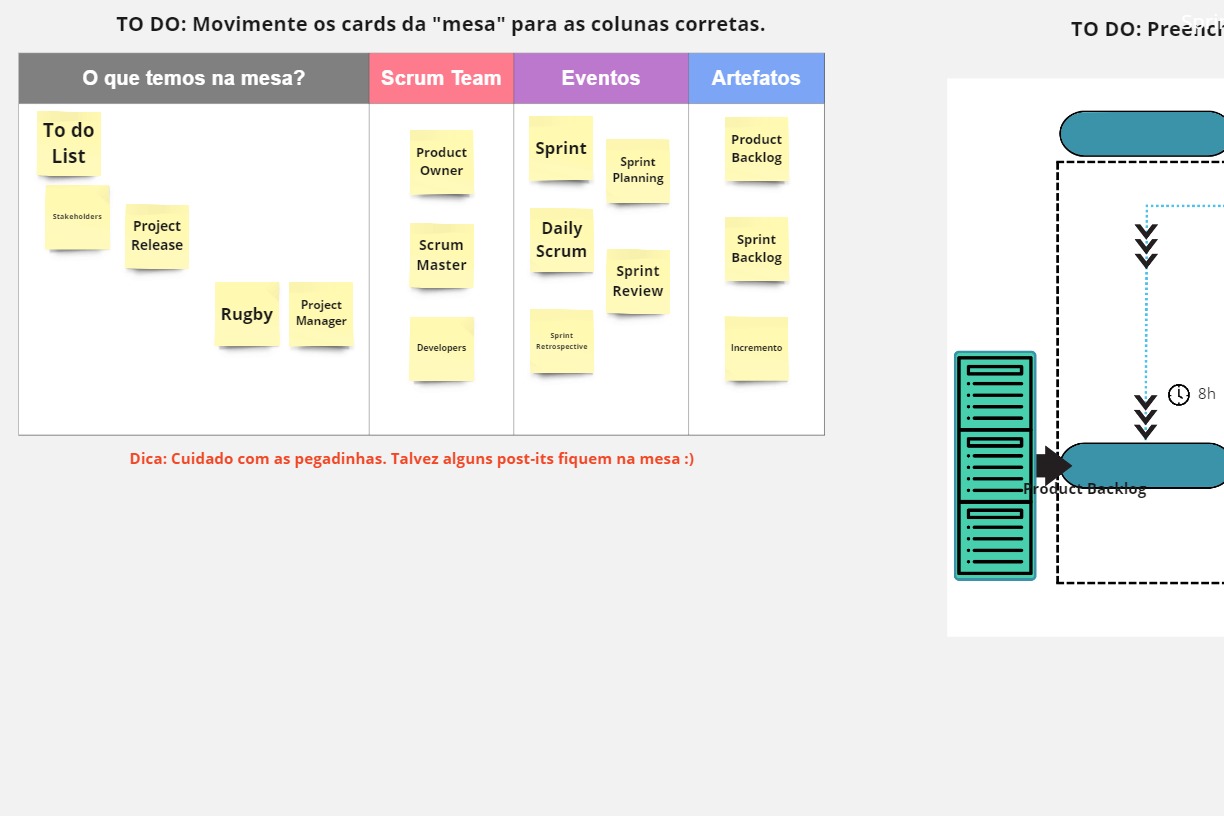 TO DO: Movimente os cards da "mesa" para as colunas corretas.
O que temos na mesa?
Scrum Team
Eventos
Artefatos
To do
List
Stakeholders
Project
Release
Rugby
Project
Manager
Product
Owner
Scrum
Master
Developers
Sprint
Sprint
Planning
Daily
Scrum
Sprint
Review
Sprint
Retrospective
Product
Backlog
Sprint
Backlog
Incremento
Dica: Cuidado com as pegadinhas. Talvez alguns post-its fiquem na mesa :)
TO DO:
8h
Product Backlog